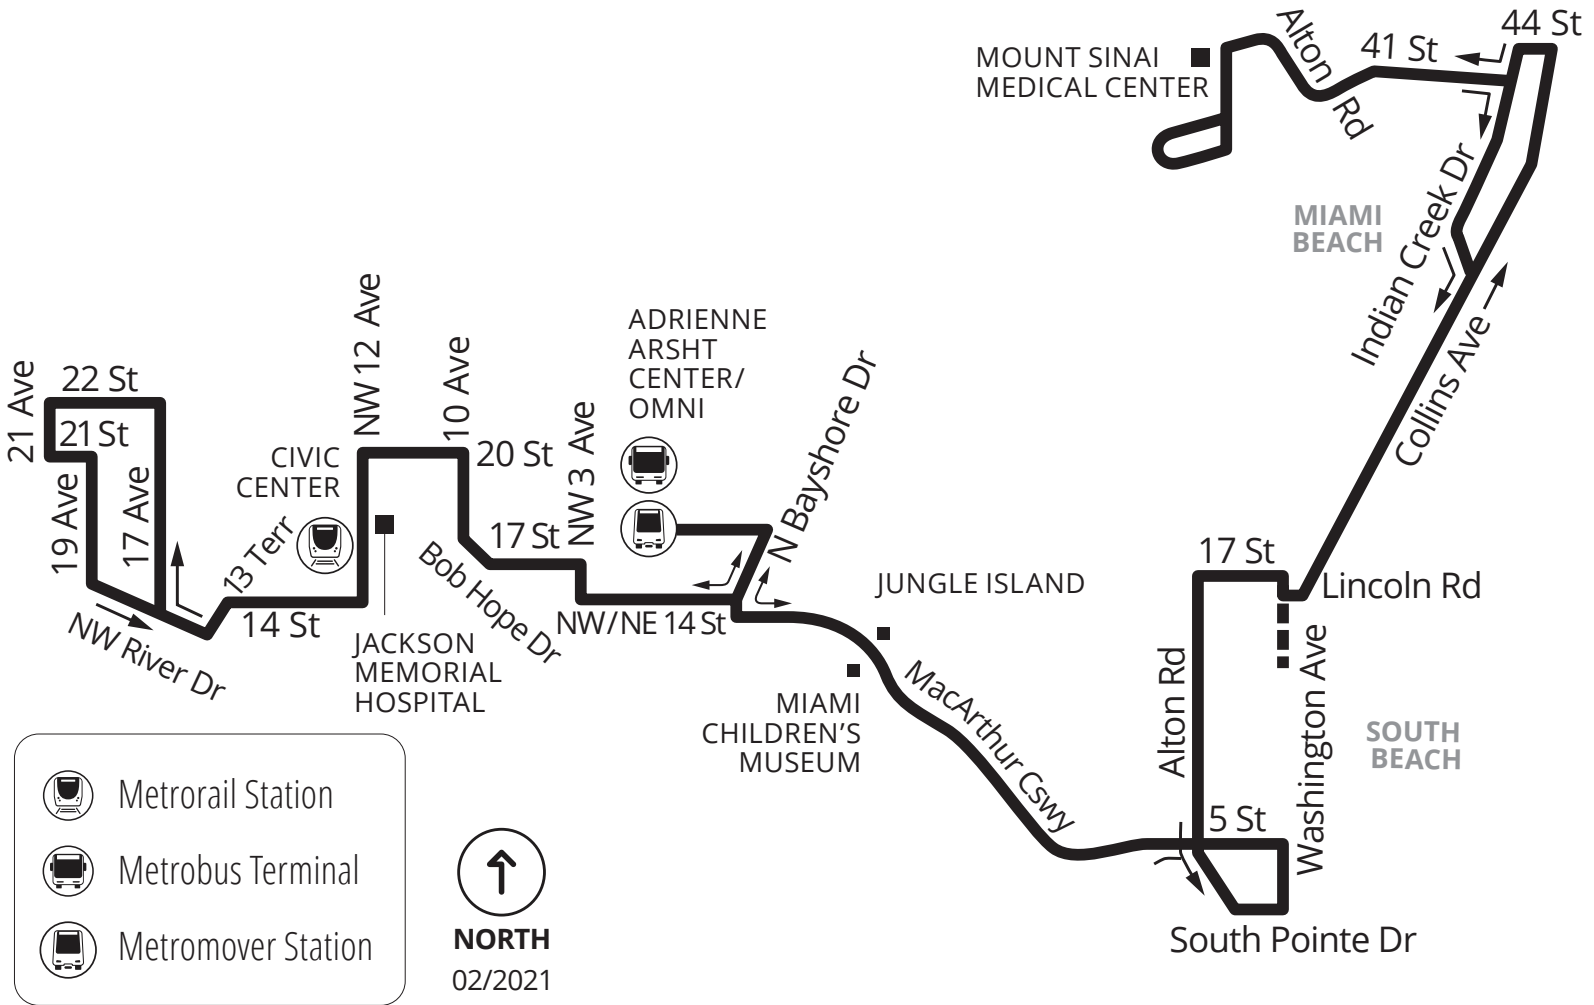 44 St
41 St
Alton
Rd
MOUNT SINAI
MEDICAL CENTER
MIAMI
BEACH
Indian Creek Dr
Collins Ave
NW 12 Ave
10 Ave
ADRIENNE
ARSHT
CENTER/
OMNI
N Bayshore Dr
21 Ave
22 St
21 St
19 Ave
17 Ave
13 Terr
CIVIC
CENTER
20 St
NW 3 Ave
17 St
Bob Hope Dr
14 St
NW/NE 14 St
NW River Dr
JACKSON
MEMORIAL
HOSPITAL
JUNGLE ISLAND
MIAMI
CHILDREN'S
MUSEUM
MacArthur Cswy
17 St
Lincoln Rd
Alton Rd
Washington Ave
SOUTH
BEACH
5 St
South Pointe Dr
Metrorail Station
Metrobus Terminal
Metromover Station
NORTH
02/2021